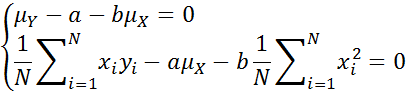 μ_Y − a − bμ_X = 0
1/N ∑_{i=1}^{N} x_i y_i − aμ_X − b 1/N ∑_{i=1}^{N} x_i^2 = 0